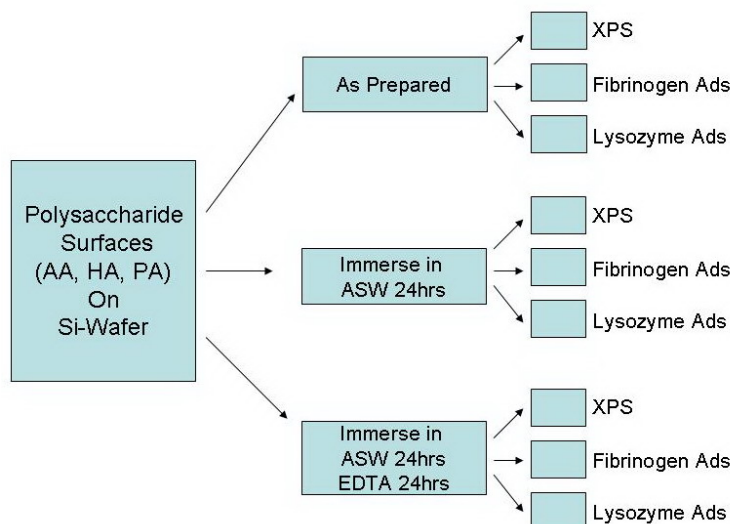 Polysaccharide
Surfaces
(AA, HA, PA)
On
Si-Wafer
As Prepared
XPS
Fibrinogen Ads
Lysozyme Ads
Immerse in
ASW 24hrs
XPS
Fibrinogen Ads
Lysozyme Ads
Immerse in
ASW 24hrs
EDTA 24hrs
XPS
Fibrinogen Ads
Lysozyme Ads